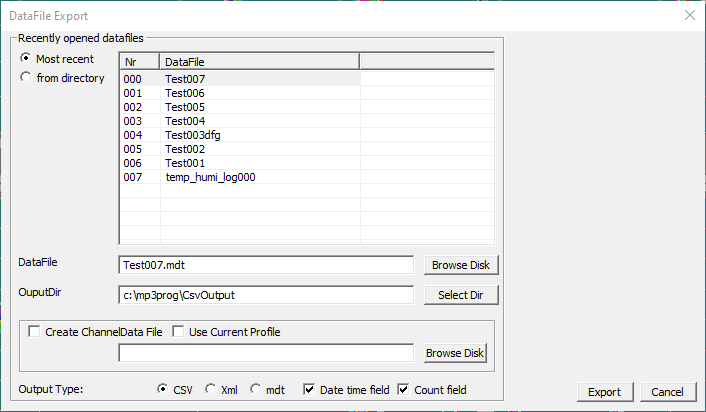 DataFile Export
Recently opened datafiles
Most recent
from directory
Nr DataFile
000 Test007
001 Test006
002 Test005
003 Test004
004 Test003dfg
005 Test002
006 Test001
007 temp_humi_log000
DataFile Test007.mdt Browse Disk
OuputDir c:\mp3prog\CsvOutput Select Dir
Create ChannelData File Use Current Profile
Browse Disk
Output Type: CSV Xml mdt Date time field Count field
Export Cancel